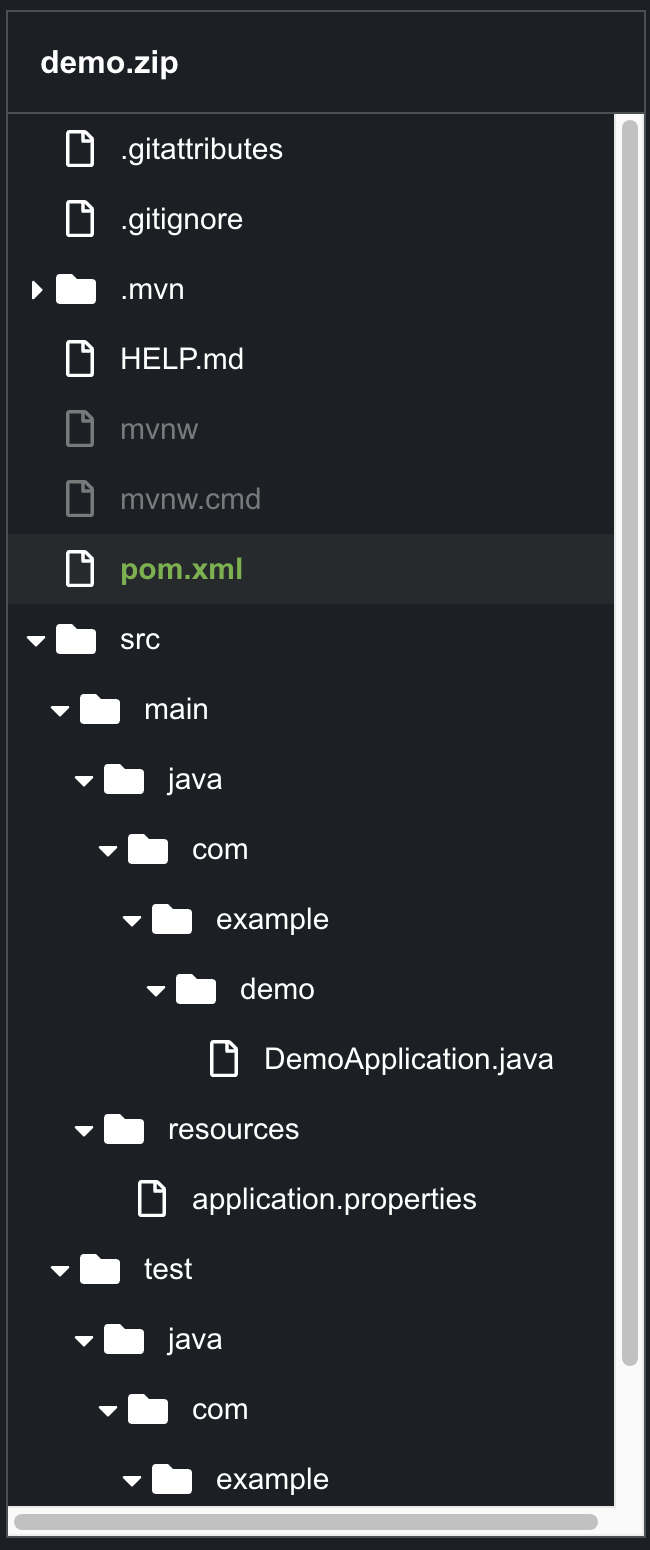 demo.zip
.gitattributes
.gitignore
.mvn
HELP.md
mvnw
mvnw.cmd
pom.xml
src
main
java
com
example
demo
DemoApplication.java
resources
application.properties
test
java
com
example